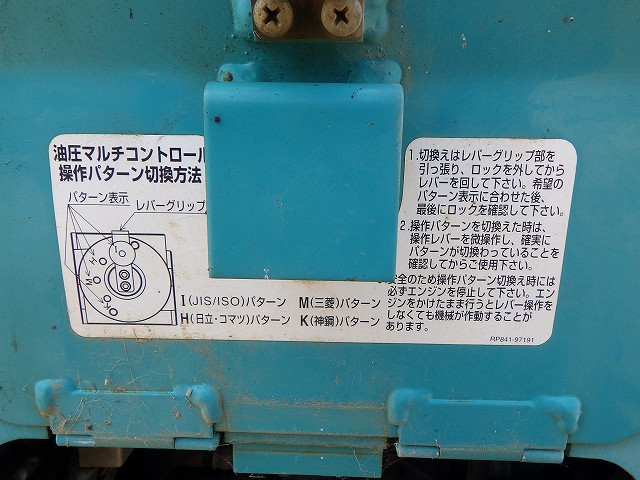 油圧マルチコントロール
操作パターン切換方法
パターン表示
レバーグリップ
H
M
K
I(JIS/ISO)パターン M(三菱)パターン
H(日立・コマツ)パターン K(神鋼)パターン
1.切換えはレバーグリップ部を
引っ張り、ロックを外してから
レバーを回して下さい。希望の
パターン表示に合わせた後、
最後にロックを確認して下さい。
2.操作パターンを切換えた時は、
操作レバーを微操作し、確実に
パターンが切換わっていることを
確認してからご使用下さい。
安全のため操作パターン切換え時には
必ずエンジンを停止して下さい。エン
ジンをかけたまま行うとレバー操作を
しなくても機械が作動することが
あります。
RP841-97191